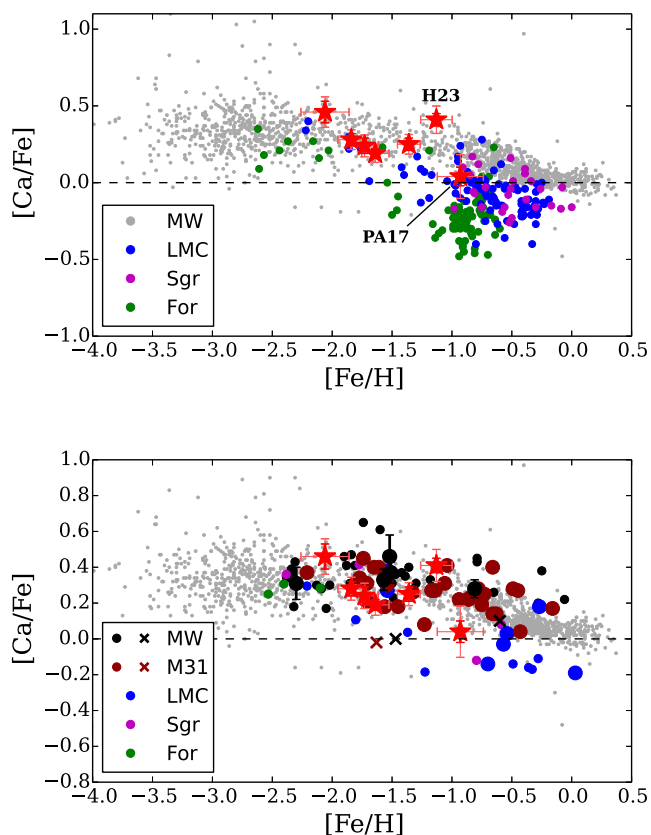 1.0
0.5
0.0
−0.5
−1.0
[Ca/Fe]
H23
PA17
MW
LMC
Sgr
For
−4.0 −3.5 −3.0 −2.5 −2.0 −1.5 −1.0 −0.5 0.0 0.5
[Fe/H]
1.0
0.8
0.6
0.4
0.2
0.0
−0.2
−0.4
−0.6
−0.8
[Ca/Fe]
MW
M31
LMC
Sgr
For
−4.0 −3.5 −3.0 −2.5 −2.0 −1.5 −1.0 −0.5 0.0 0.5
[Fe/H]